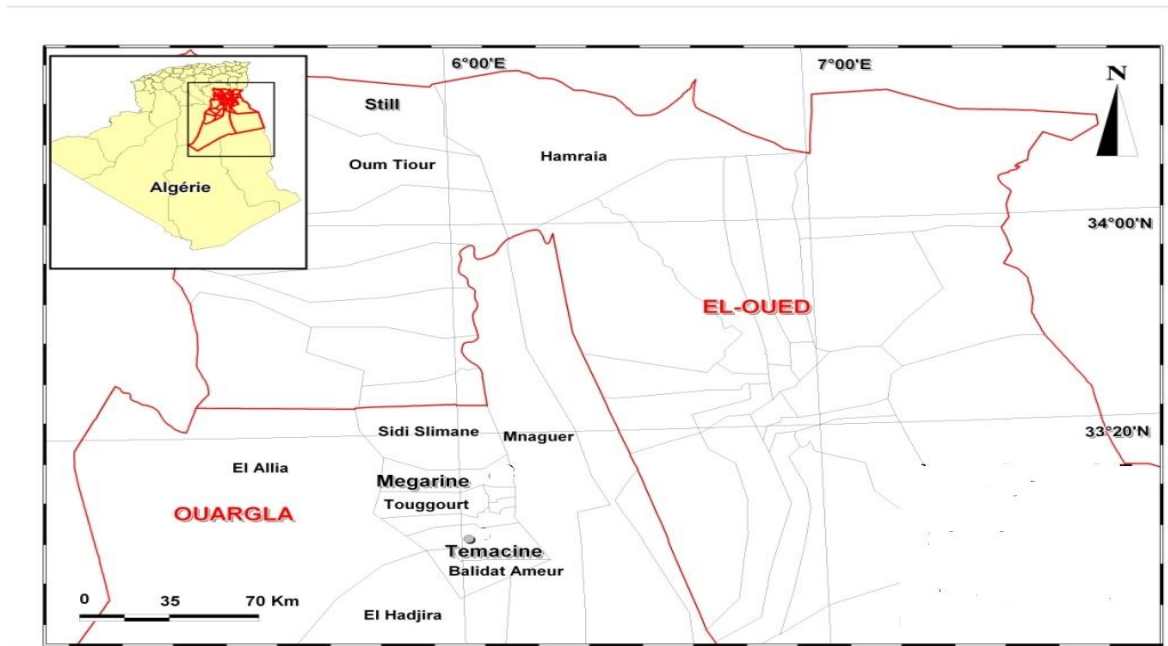 6°00'E
7°00'E
N
Still
Oum Tiour
Hamraia
Algérie
34°00'N
EL-OUED
33°20'N
Sidi Slimane
Mnaguer
El Allia
Megarine
Touggourt
OUARGLA
Temacine
Balidat Ameur
0 35 70 Km
El Hadjira